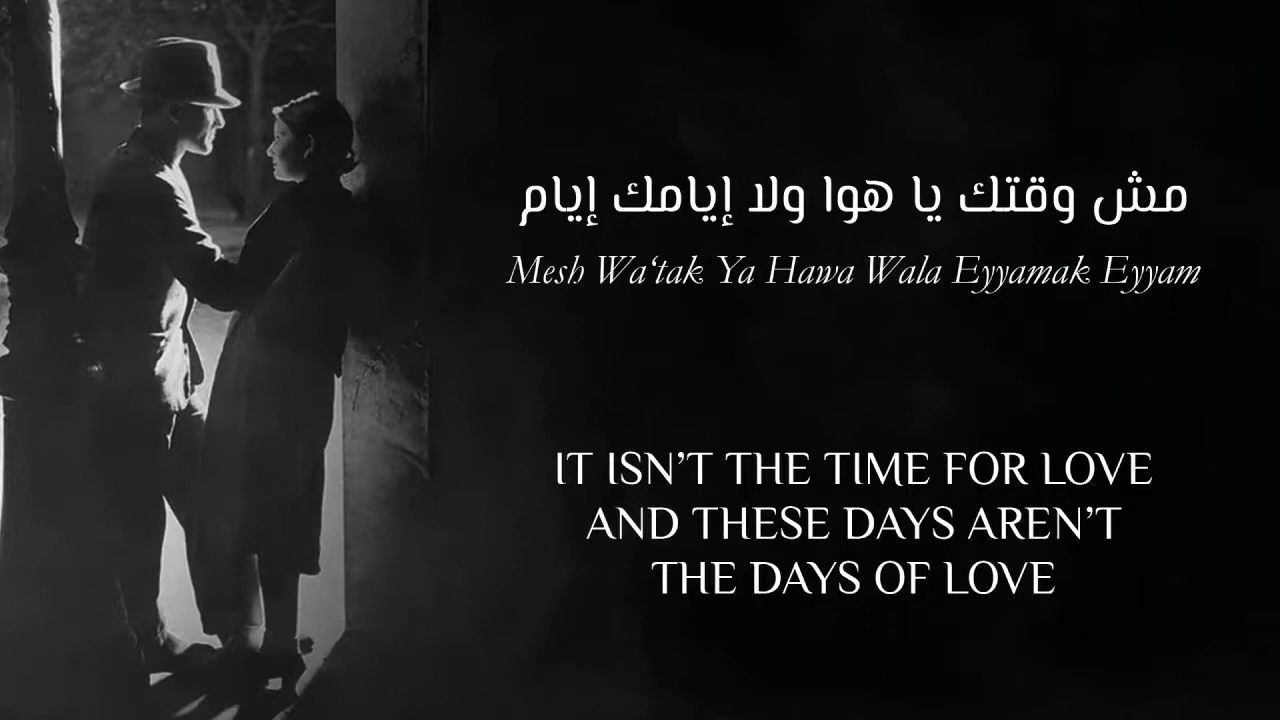 مش وقتك يا هوا ولا إيامك إيام
Mesh Wa‘tak Ya Hawa Wala Eyyamak Eyyam
IT ISN’T THE TIME FOR LOVE
AND THESE DAYS AREN’T
THE DAYS OF LOVE